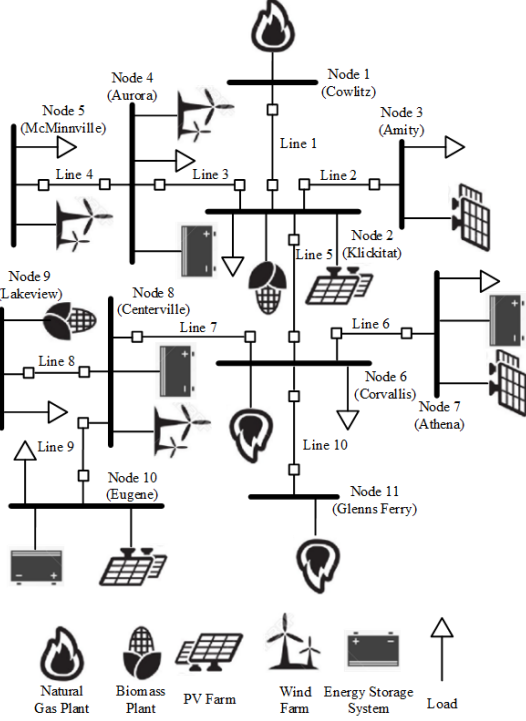 Node 1
(Cowlitz)
Node 4
(Aurora)
Node 5
(McMinnville)
Node 3
(Amity)
Line 1
Line 4
Line 3
Line 2
Node 2
(Klickitat)
Line 5
Node 9
(Lakeview)
Node 8
(Centerville)
Line 7
Line 6
Line 8
Node 6
(Corvallis)
Node 7
(Athena)
Line 9
Line 10
Node 10
(Eugene)
Node 11
(Glenns Ferry)
Natural
Gas Plant
Biomass
Plant
PV Farm
Wind
Farm
Energy Storage
System
Load